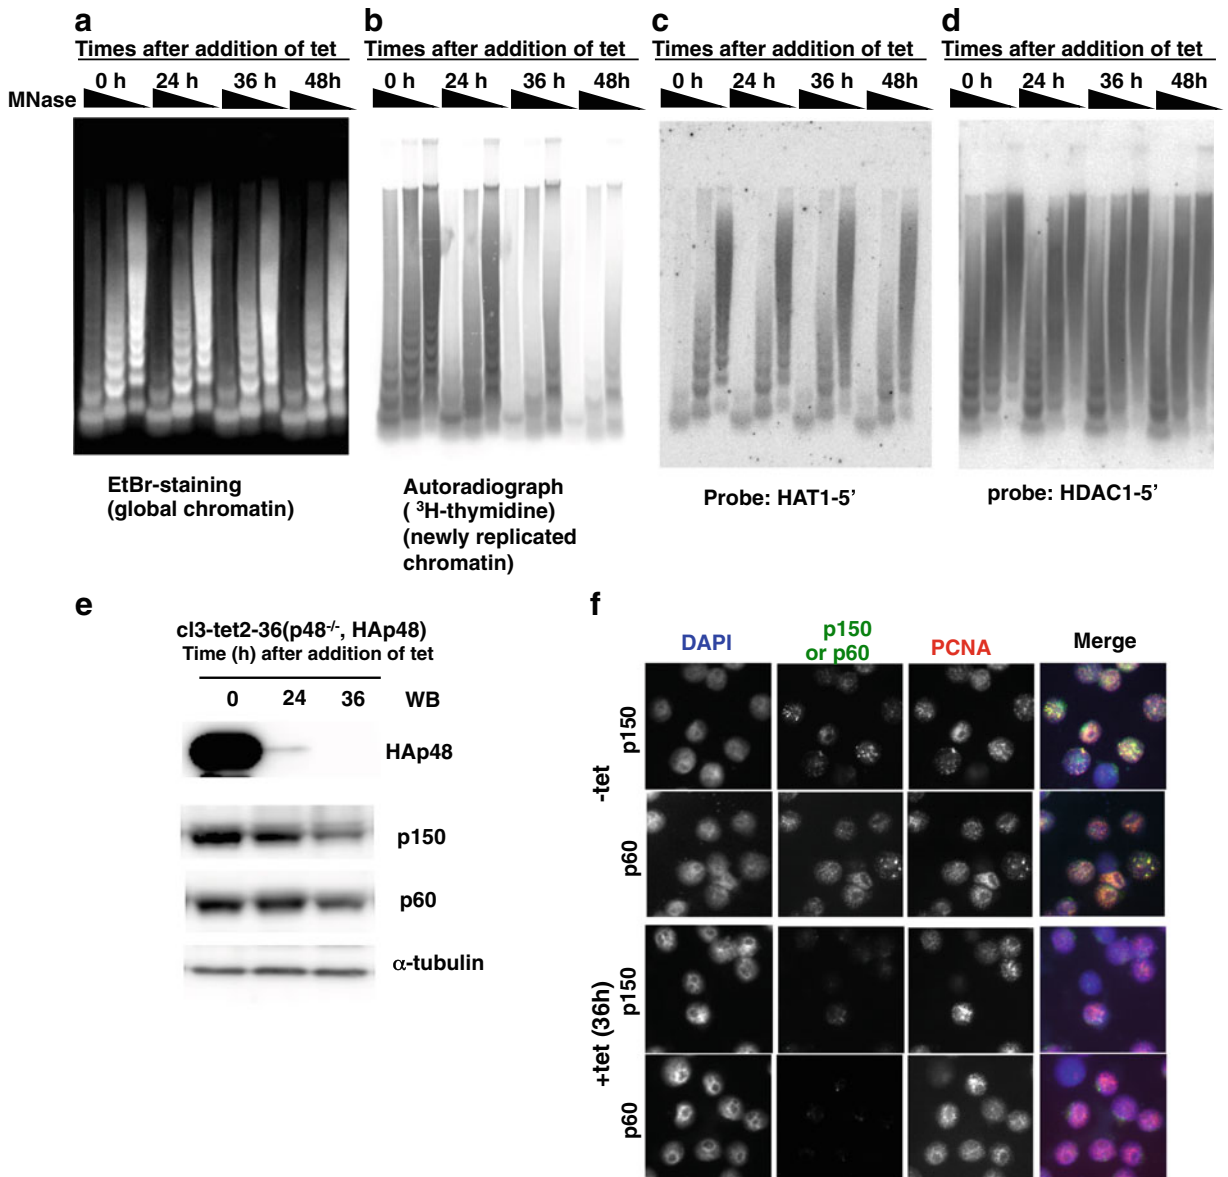 a
Times after addition of tet
0 h 24 h 36 h 48h
MNase
EtBr-staining
(global chromatin)
b
Times after addition of tet
0 h 24 h 36 h 48h
Autoradiograph
( ³H-thymidine)
(newly replicated
chromatin)
c
Times after addition of tet
0 h 24 h 36 h 48h
Probe: HAT1-5’
d
Times after addition of tet
0 h 24 h 36 h 48h
probe: HDAC1-5’
e
cl3-tet2-36(p48-/-, HAp48)
Time (h) after addition of tet
0 24 36 WB
HAp48
p150
p60
α-tubulin
f
DAPI
p150
or p60
PCNA
Merge
-tet
p150
p60
+tet (36h)
p150
p60